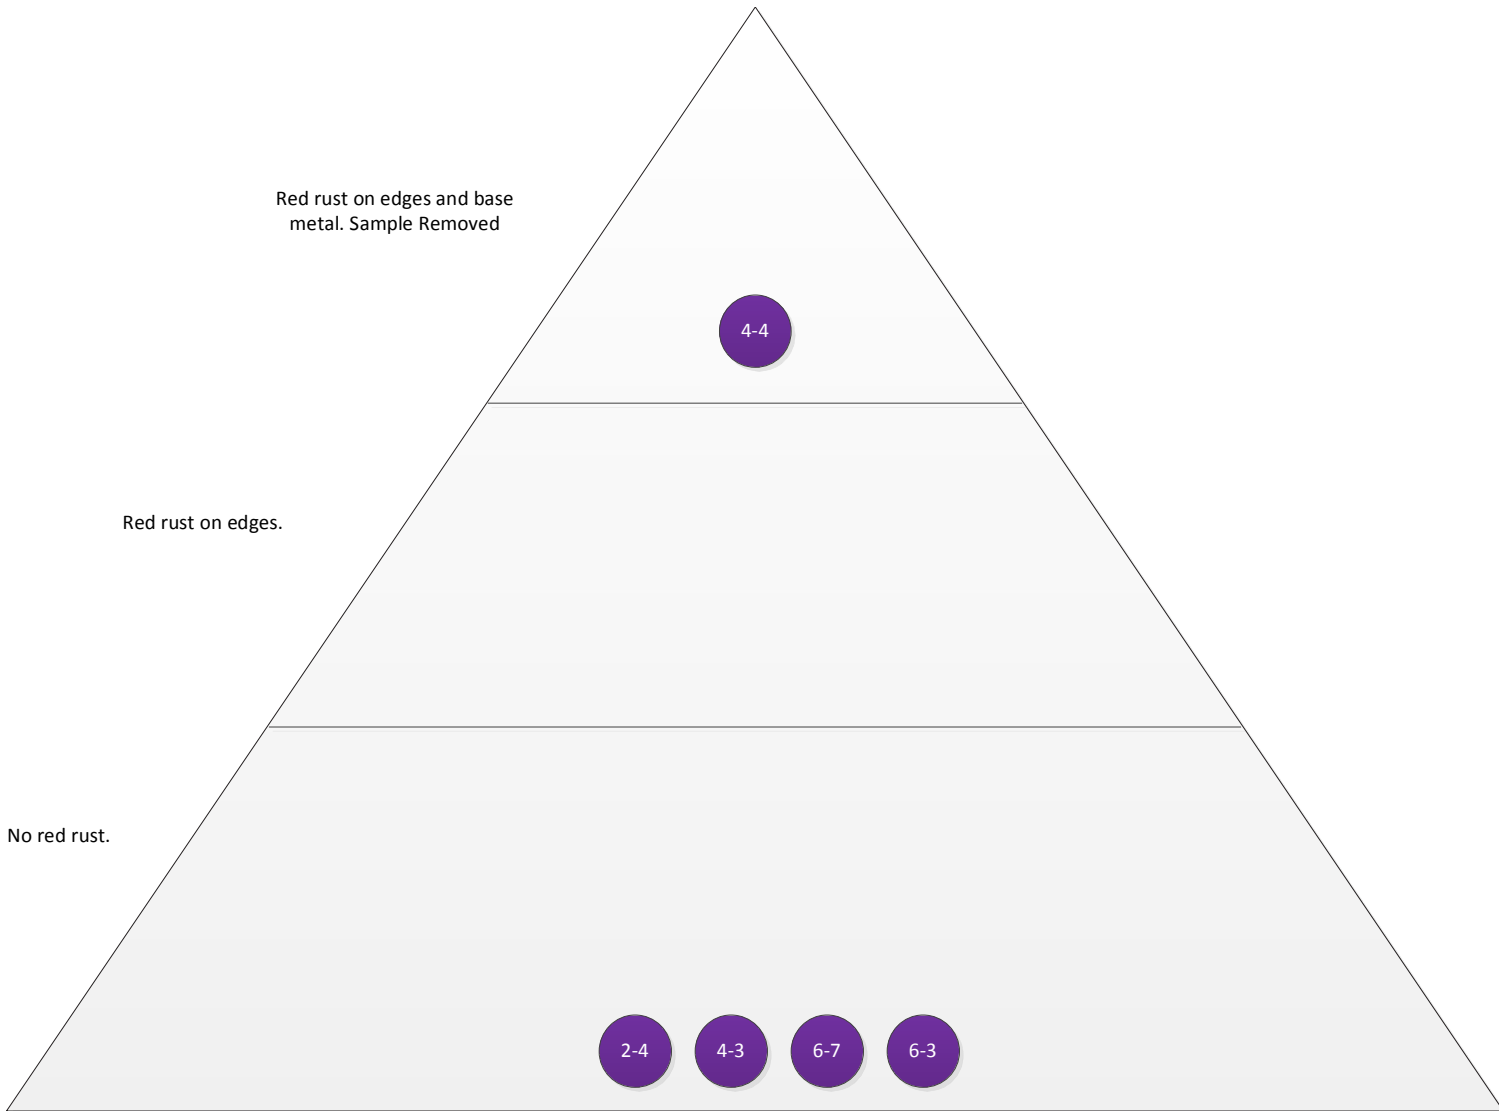 Red rust on edges and base
metal. Sample Removed
4-4
Red rust on edges.
No red rust.
2-4 4-3 6-7 6-3